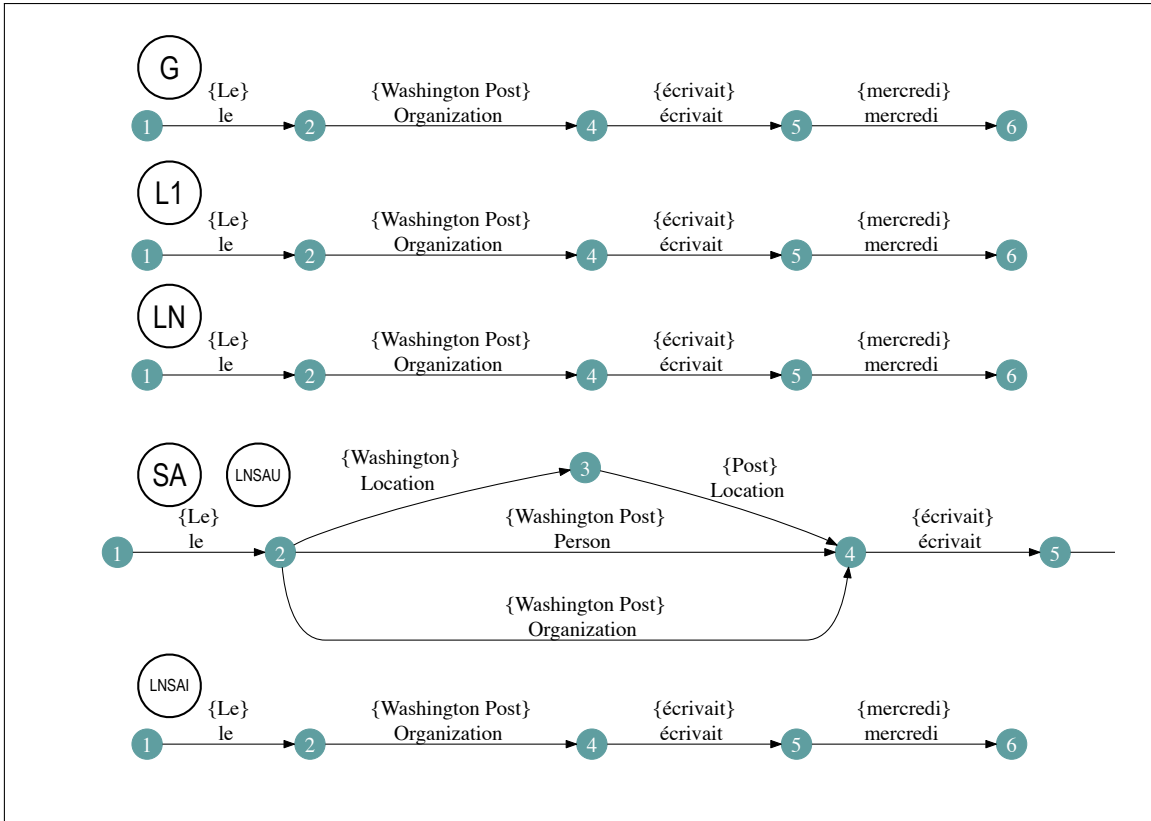 G
{Le} {Washington Post} {écrivait} {mercredi}
le Organization écrivait mercredi
1 2 4 5 6
L1
{Le} {Washington Post} {écrivait} {mercredi}
le Organization écrivait mercredi
1 2 4 5 6
LN
{Le} {Washington Post} {écrivait} {mercredi}
le Organization écrivait mercredi
1 2 4 5 6
SA LNSAU
{Washington} 3 {Post}
Location Location
{Le} {Washington Post} {écrivait}
le Person écrivait
1 2 4 5
{Washington Post}
Organization
LNSAI
{Le} {Washington Post} {écrivait} {mercredi}
le Organization écrivait mercredi
1 2 4 5 6